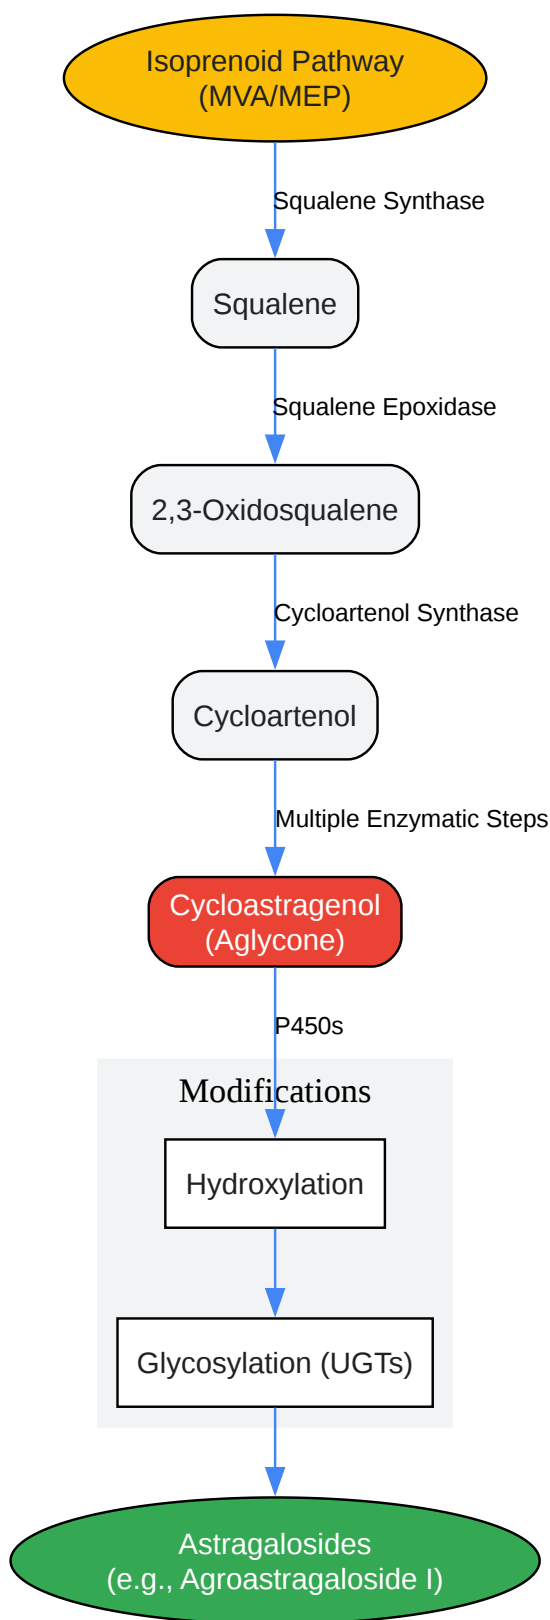 Isoprenoid Pathway
(MVA/MEP)
Squalene Synthase
Squalene
Squalene Epoxidase
2,3-Oxidosqualene
Cycloartenol Synthase
Cycloartenol
Multiple Enzymatic Steps
Cycloastragenol
(Aglycone)
P450s
Modifications
Hydroxylation
Glycosylation (UGTs)
Astragalosides
(e.g., Agroastragaloside I)